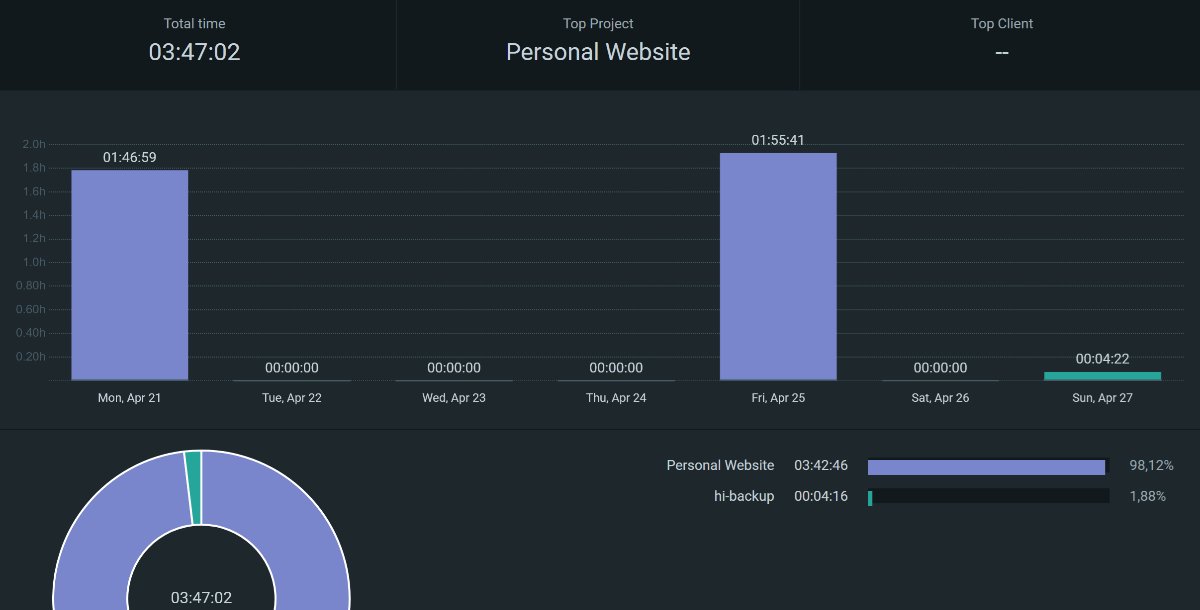 Total time
03:47:02
Top Project
Personal Website
Top Client
--
2.0h
1.8h
1.6h
1.4h
1.2h
1.0h
0.80h
0.60h
0.40h
0.20h
01:46:59
00:00:00
00:00:00
00:00:00
01:55:41
00:00:00
00:04:22
Mon, Apr 21
Tue, Apr 22
Wed, Apr 23
Thu, Apr 24
Fri, Apr 25
Sat, Apr 26
Sun, Apr 27
03:47:02
Personal Website 03:42:46 98,12%
hi-backup 00:04:16 1,88%